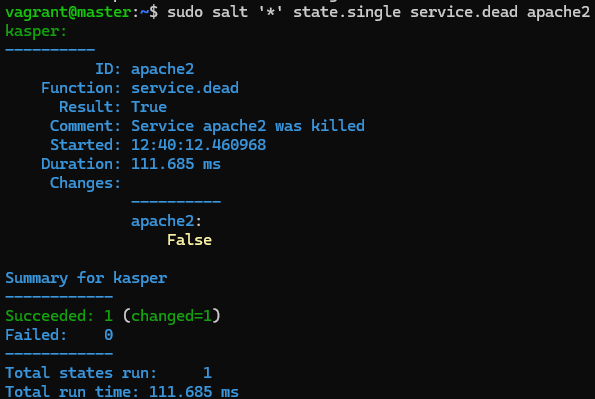 vagrant@master:~$ sudo salt '*' state.single service.dead apache2
kasper:
----------
          ID: apache2
    Function: service.dead
      Result: True
     Comment: Service apache2 was killed
     Started: 12:40:12.460968
    Duration: 111.685 ms
     Changes:
              ----------
              apache2:
                  False

Summary for kasper
------------
Succeeded: 1 (changed=1)
Failed:    0
------------
Total states run:     1
Total run time: 111.685 ms